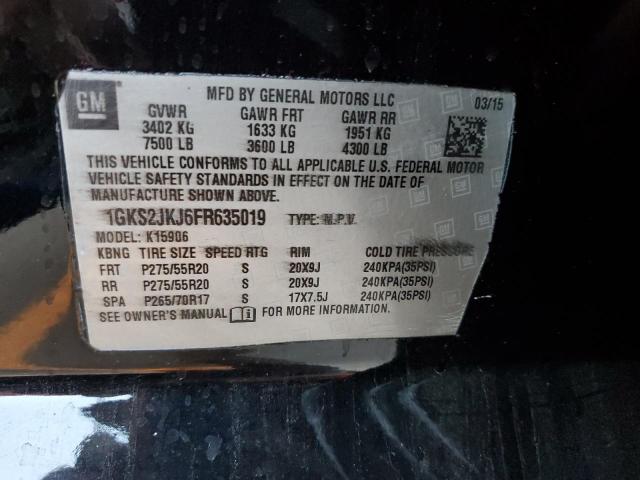 GM
MFD BY GENERAL MOTORS LLC
03/15
GVWR GAWR FRT GAWR RR
3402 KG 1633 KG 1951 KG
7500 LB 3600 LB 4300 LB
THIS VEHICLE CONFORMS TO ALL APPLICABLE U.S. FEDERAL MOTOR
VEHICLE SAFETY STANDARDS IN EFFECT ON THE DATE OF
MANUFACTURE SHOWN ABOVE.
1GKS2JKJ6FR635019 TYPE: M.P.V.
MODEL: K15906
KBNG TIRE SIZE SPEED RTG RIM COLD TIRE PRESSURE
FRT P275/55R20 S 20X9J 240KPA(35PSI)
RR P275/55R20 S 20X9J 240KPA(35PSI)
SPA P265/70R17 S 17X7.5J 240KPA(35PSI)
SEE OWNER'S MANUAL FOR MORE INFORMATION.